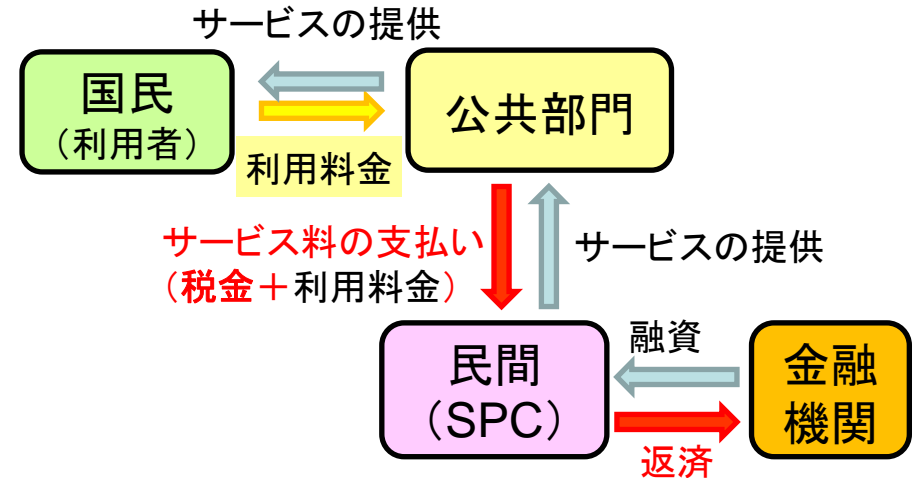 サービスの提供
国民
（利用者）
公共部門
利用料金
サービス料の支払い
（税金＋利用料金）
サービスの提供
民間
（SPC）
融資
金融
機関
返済